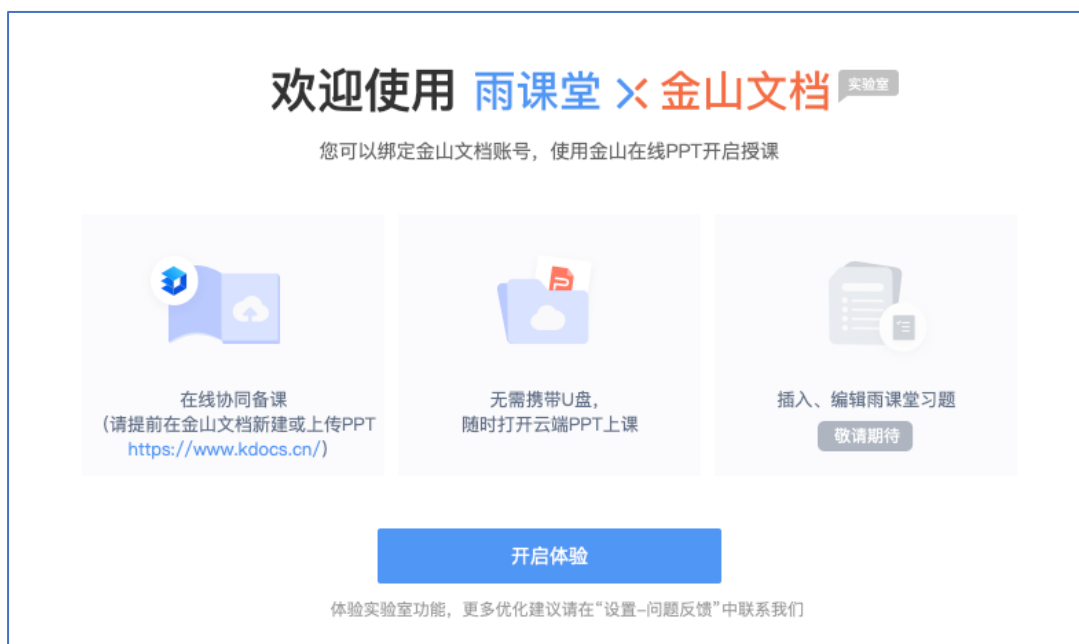 欢迎使用 雨课堂 X 金山文档 实验室
您可以绑定金山文档账号，使用金山在线PPT开启授课
在线协同备课
（请提前在金山文档新建或上传PPT
https://www.kdocs.cn/）
无需携带U盘，
随时打开云端PPT上课
插入、编辑雨课堂习题
敬请期待
开启体验
体验实验室功能，更多优化建议请在“设置–问题反馈”中联系我们